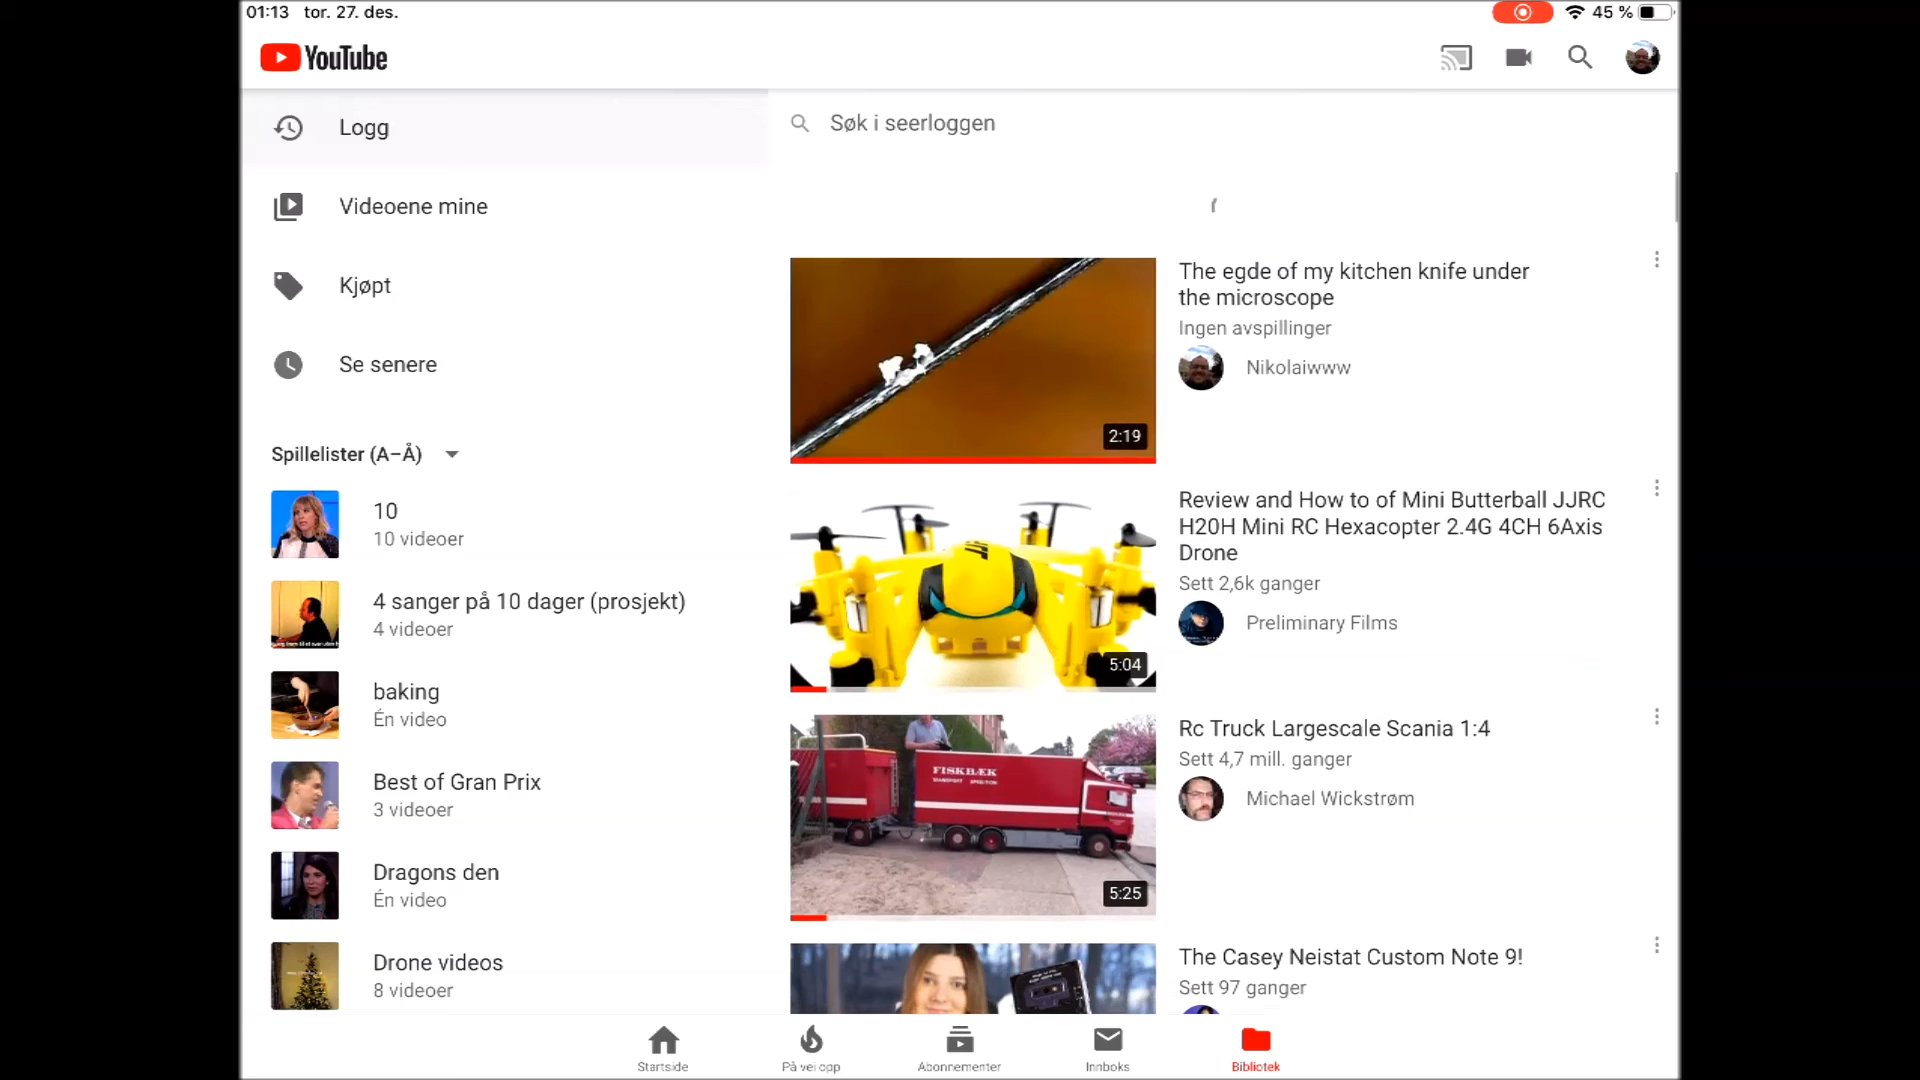 01:13 tor. 27. des.
45 %
YouTube
Logg
Videoene mine
Kjøpt
Se senere
Spillelister (A–Å)
10
10 videoer
4 sanger på 10 dager (prosjekt)
4 videoer
baking
Én video
Best of Gran Prix
3 videoer
Dragons den
Én video
Drone videos
8 videoer
Søk i seerloggen
2:19
The egde of my kitchen knife under
the microscope
Ingen avspillinger
Nikolaiwww
5:04
Review and How to of Mini Butterball JJRC
H20H Mini RC Hexacopter 2.4G 4CH 6Axis
Drone
Sett 2,6k ganger
Preliminary Films
FISKBÆK
TRANSPORT SPEDITION
5:25
Rc Truck Largescale Scania 1:4
Sett 4,7 mill. ganger
Michael Wickstrøm
The Casey Neistat Custom Note 9!
Sett 97 ganger
Startside
På vei opp
Abonnementer
Innboks
Bibliotek